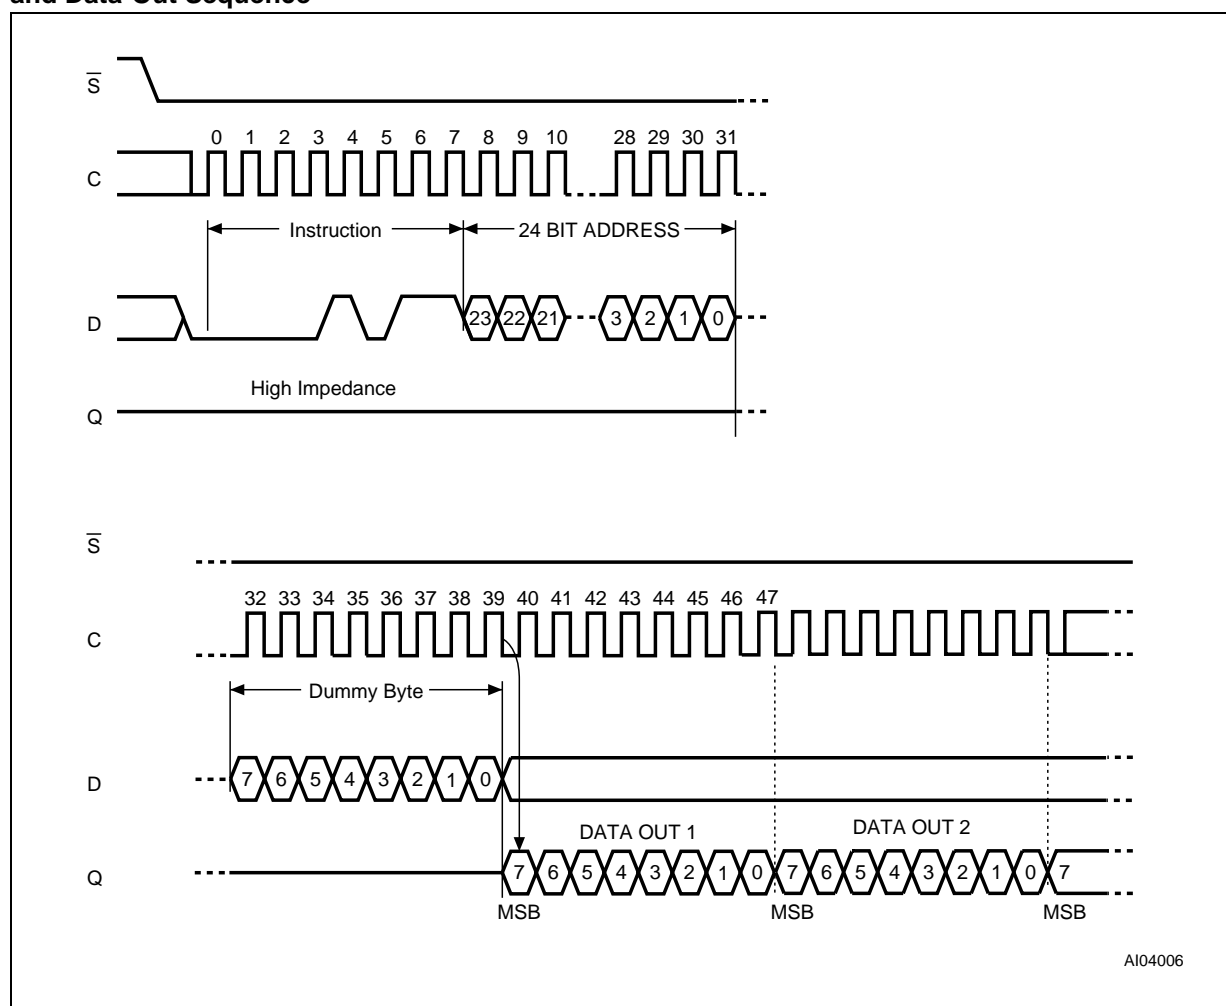 and Data-Out Sequence
S
0 1 2 3 4 5 6 7 8 9 10 28 29 30 31
C
Instruction 24 BIT ADDRESS
D 23 22 21 3 2 1 0
High Impedance
Q
S
32 33 34 35 36 37 38 39 40 41 42 43 44 45 46 47
C
Dummy Byte
D 7 6 5 4 3 2 1 0
DATA OUT 1 DATA OUT 2
Q 7 6 5 4 3 2 1 0 7 6 5 4 3 2 1 0 7
MSB MSB MSB
AI04006